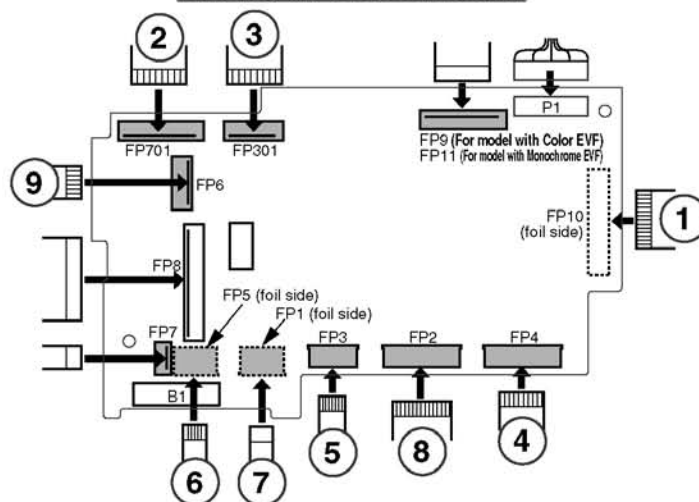 2
3
P1
FP701
FP301
FP9 (For model with Color EVF)
FP11 (For model with Monochrome EVF)
9
FP6
FP10
(foil side)
1
FP8
FP5 (foil side)
FP1 (foil side)
FP7
FP3
FP2
FP4
B1
5
8
4
6
7